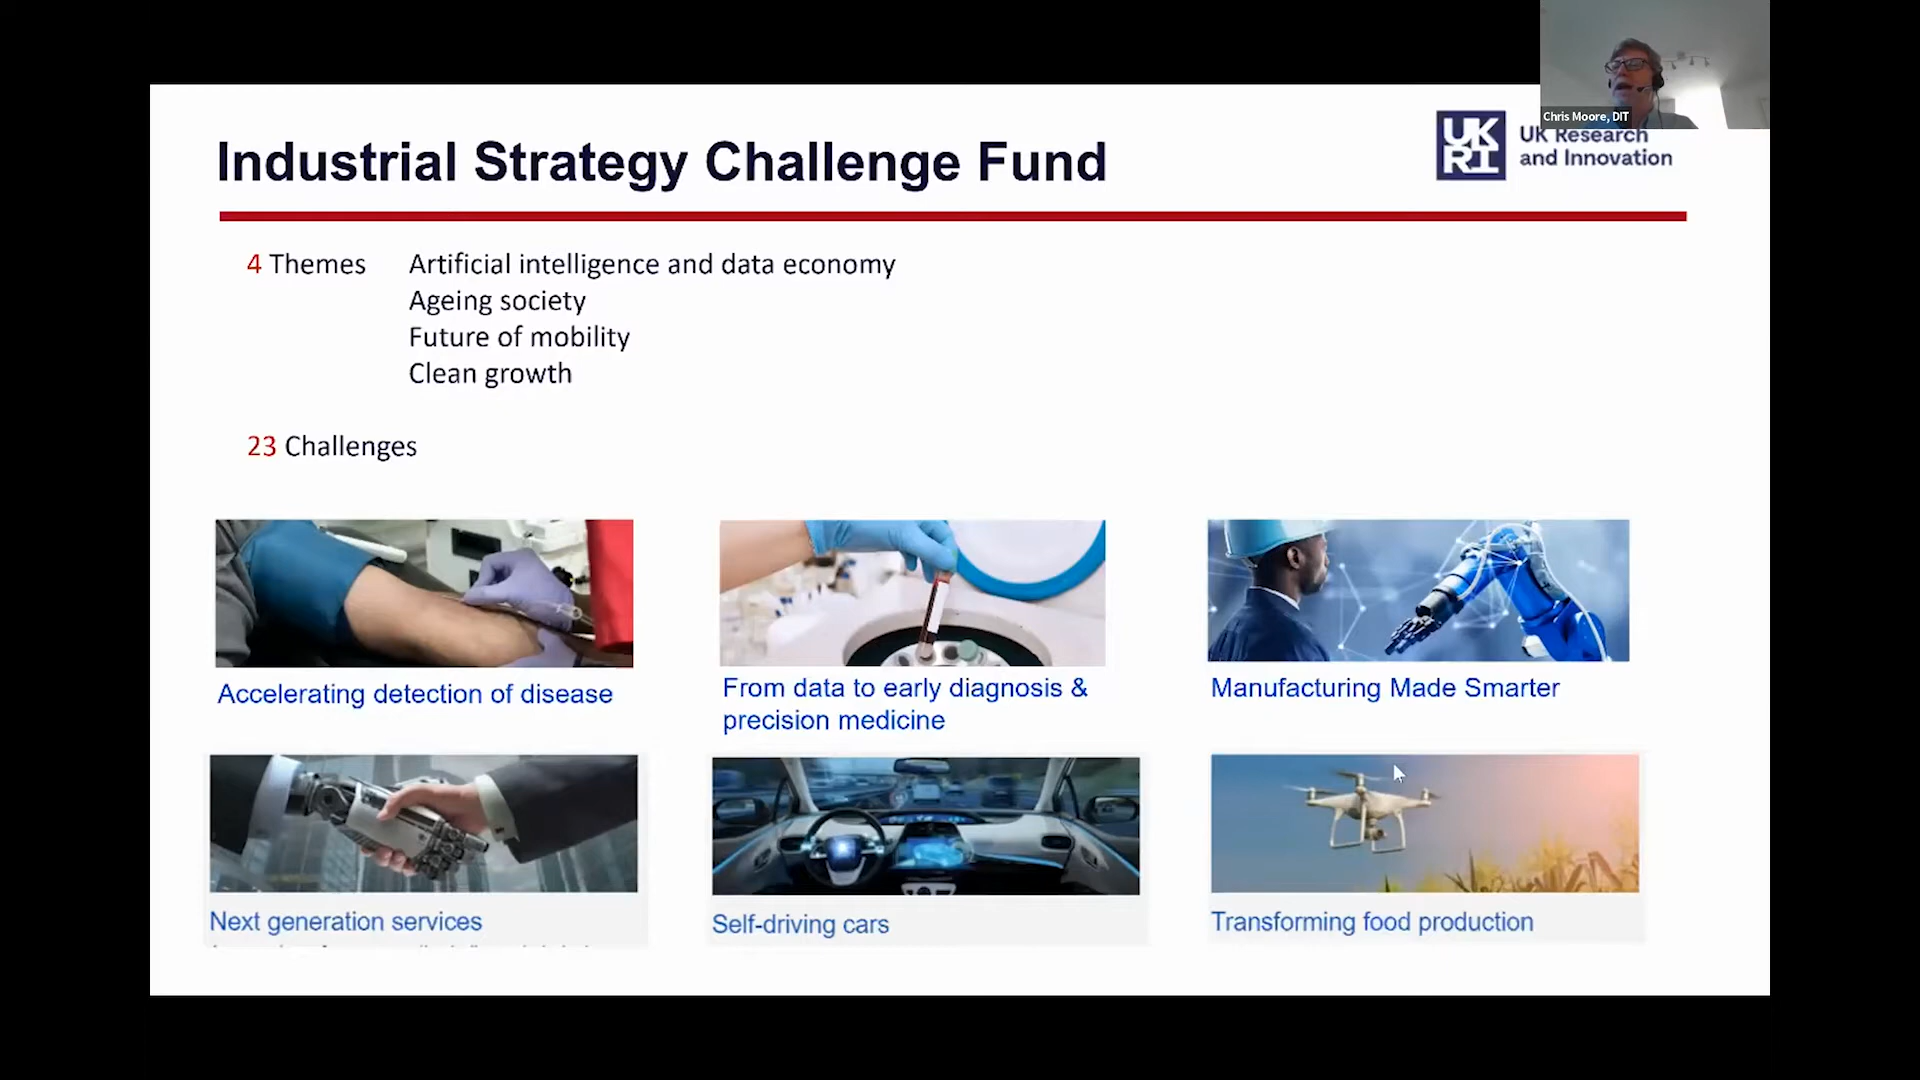 Chris Moore, DIT
Industrial Strategy Challenge Fund
UK
RI
UK Research
and Innovation
4 Themes
Artificial intelligence and data economy
Ageing society
Future of mobility
Clean growth
23 Challenges
Accelerating detection of disease
From data to early diagnosis &
precision medicine
Manufacturing Made Smarter
Next generation services
Self-driving cars
Transforming food production